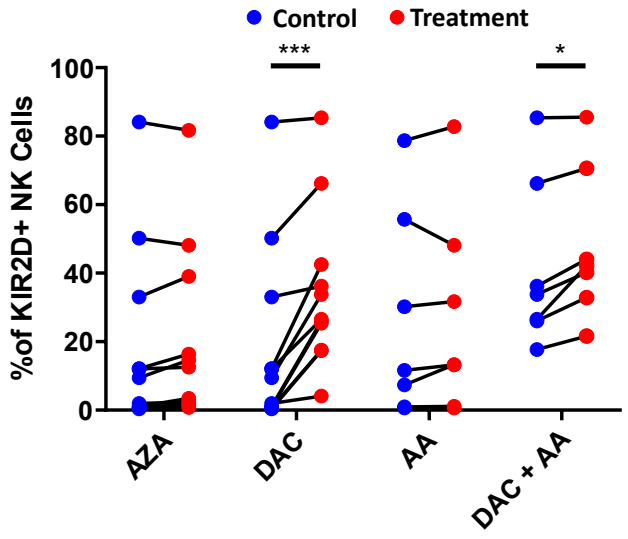 Control Treatment
*** *
%of KIR2D+ NK Cells
100
80
60
40
20
0
AZA DAC AA DAC + AA